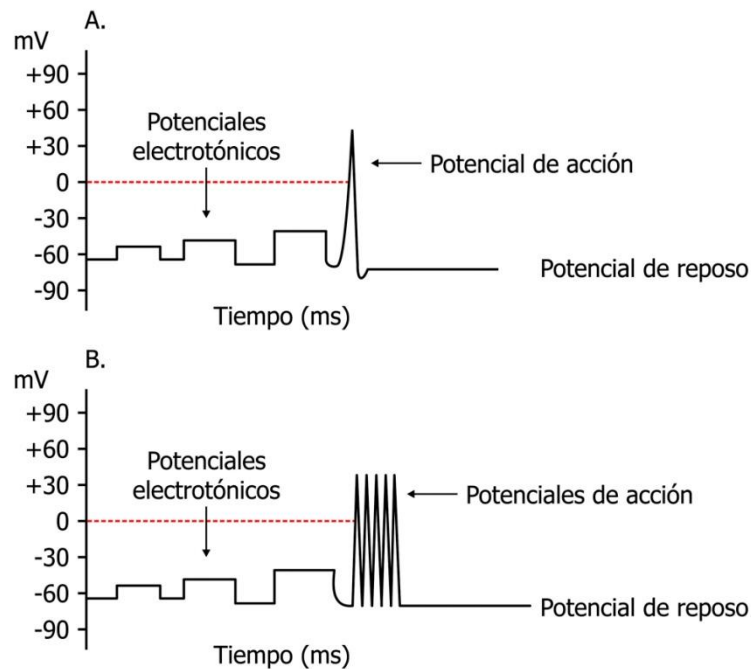 A.
mV
+90
+60
+30
0
-30
-60
-90
Potenciales
electrotónicos
Potencial de acción
Potencial de reposo
Tiempo (ms)
B.
mV
+90
+60
+30
0
-30
-60
-90
Potenciales
electrotónicos
Potenciales de acción
Potencial de reposo
Tiempo (ms)